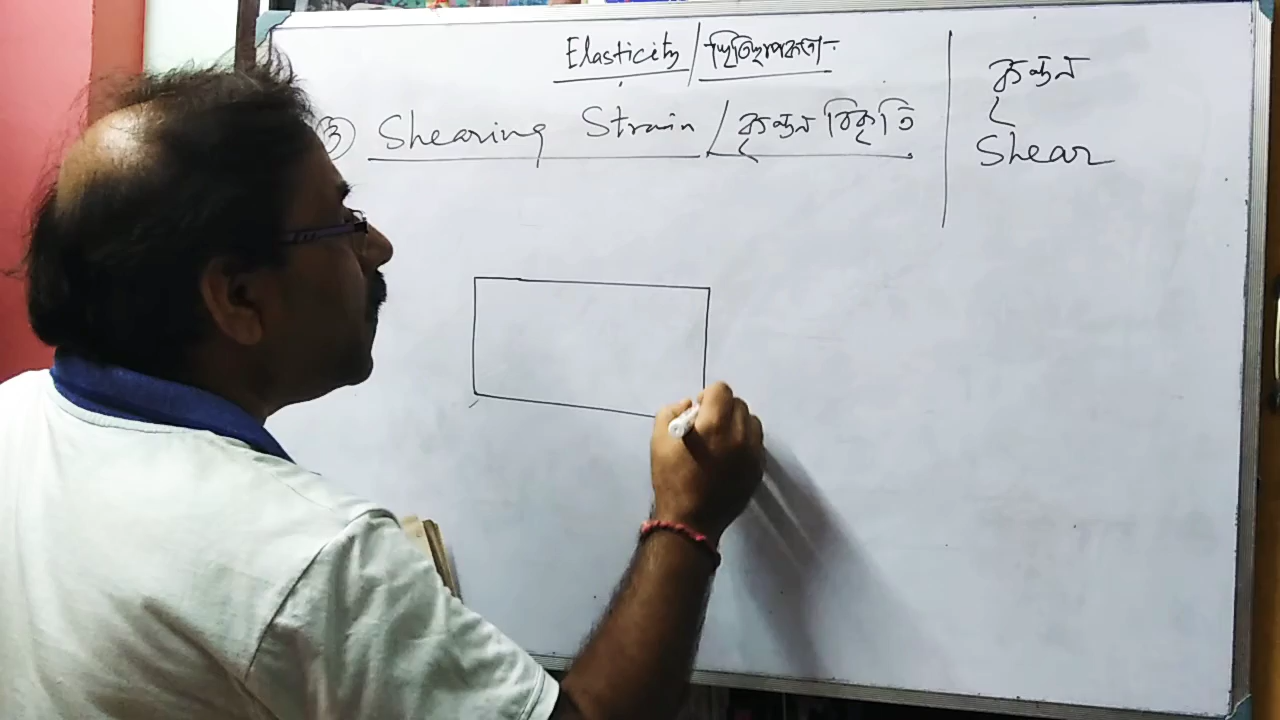 Elasticity / স্থিতিস্থাপকতা
③ Shearing Strain / কৃন্তন বিকৃতি
কৃন্তন
Shear